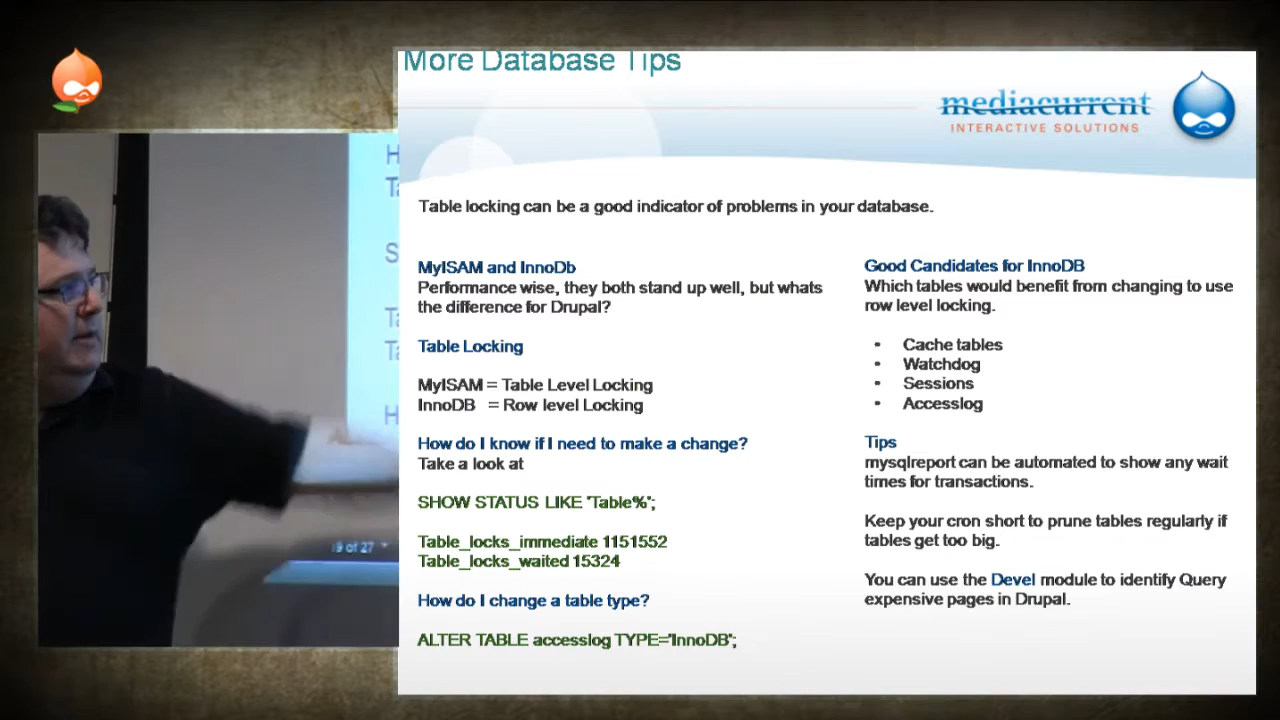 More Database Tips
mediacurrent
INTERACTIVE SOLUTIONS
Table locking can be a good indicator of problems in your database.
MyISAM and InnoDb
Performance wise, they both stand up well, but whats
the difference for Drupal?
Table Locking
MyISAM = Table Level Locking
InnoDB = Row level Locking
How do I know if I need to make a change?
Take a look at
SHOW STATUS LIKE 'Table%';
Table_locks_immediate 1151552
Table_locks_waited 15324
How do I change a table type?
ALTER TABLE accesslog TYPE='InnoDB';
Good Candidates for InnoDB
Which tables would benefit from changing to use
row level locking.
• Cache tables
• Watchdog
• Sessions
• Accesslog
Tips
mysqlreport can be automated to show any wait
times for transactions.
Keep your cron short to prune tables regularly if
tables get too big.
You can use the Devel module to identify Query
expensive pages in Drupal.
H
Ta
S
Ta
Ta
H
19 of 27